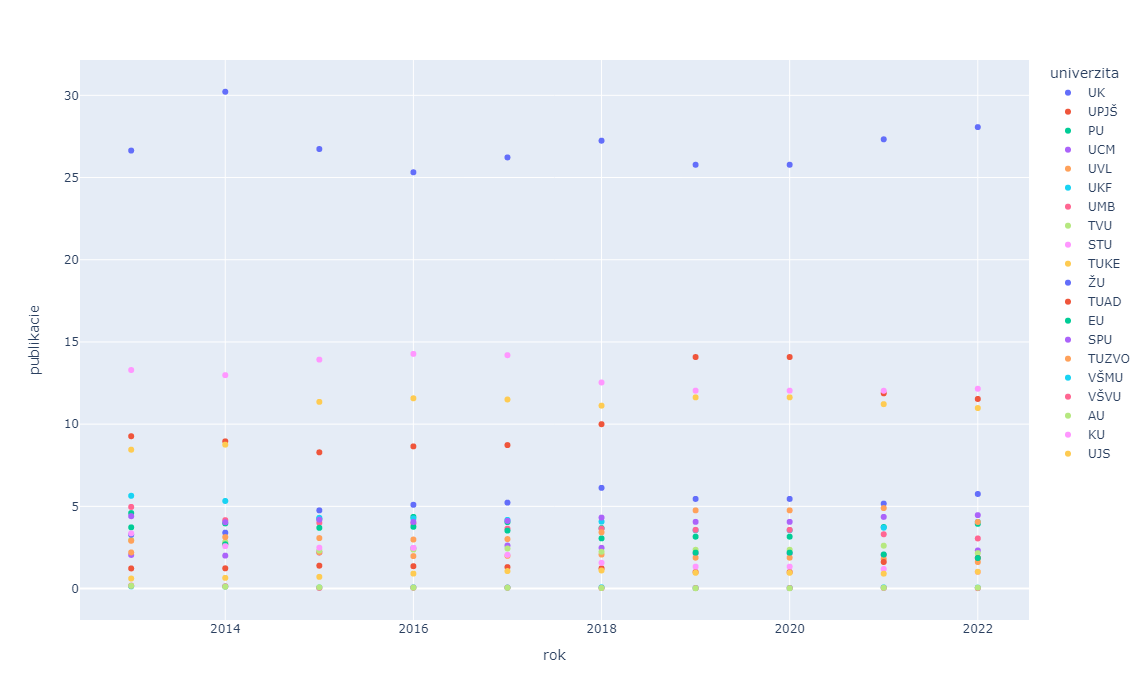 publikacie
30
25
20
15
10
5
0
2014
2016
2018
2020
2022
rok
univerzita
UK
UPJŠ
PU
UCM
UVL
UKF
UMB
TVU
STU
TUKE
ŽU
TUAD
EU
SPU
TUZVO
VŠMU
VŠVU
AU
KU
UJS